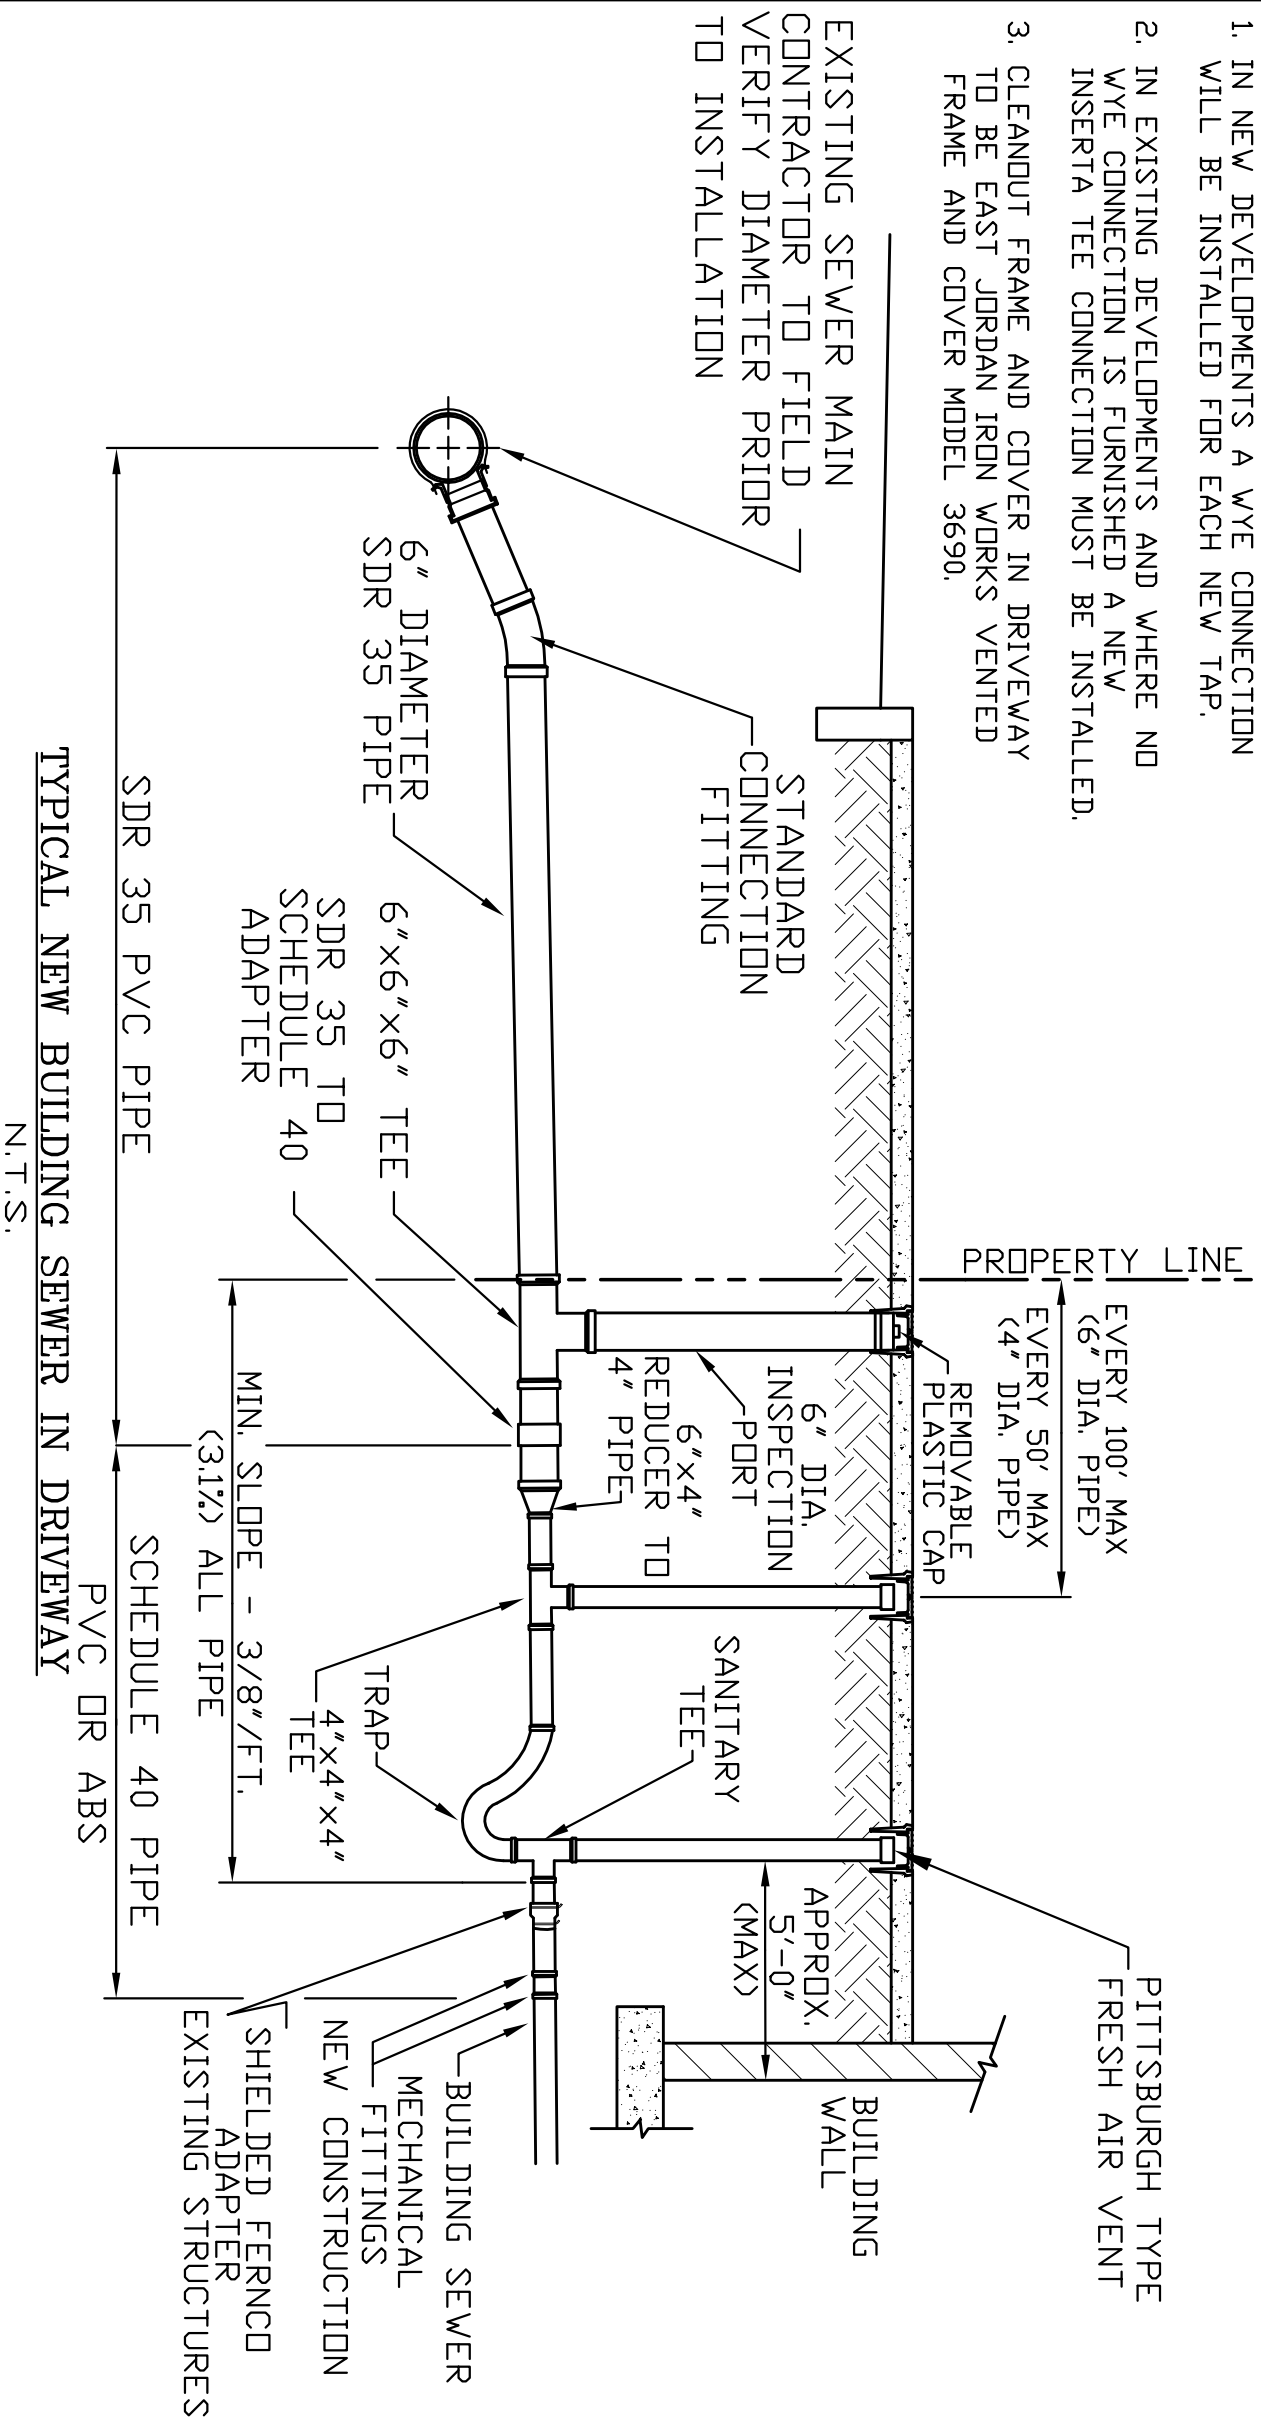 1. IN NEW DEVELOPMENTS A WYE CONNECTION
WILL BE INSTALLED FOR EACH NEW TAP.
2. IN EXISTING DEVELOPMENTS AND WHERE NO
WYE CONNECTION IS FURNISHED A NEW
INSERTA TEE CONNECTION MUST BE INSTALLED.
3. CLEANOUT FRAME AND COVER IN DRIVEWAY
TO BE EAST JORDAN IRON WORKS VENTED
FRAME AND COVER MODEL 3690.
EXISTING SEWER MAIN
CONTRACTOR TO FIELD
VERIFY DIAMETER PRIOR
TO INSTALLATION
PROPERTY LINE
EVERY 100' MAX
(6" DIA. PIPE)
EVERY 50' MAX
(4" DIA. PIPE)
REMOVABLE
PLASTIC CAP
PITTSBURGH TYPE
FRESH AIR VENT
STANDARD
CONNECTION
FITTING
6" DIA.
INSPECTION
PORT
6"x4"
REDUCER TO
4" PIPE
SANITARY
TEE
APPROX.
5'-0"
(MAX)
BUILDING
WALL
6" DIAMETER
SDR 35 PIPE
6"x6"x6" TEE
SDR 35 TO
SCHEDULE 40
ADAPTER
TRAP
4"x4"x4"
TEE
BUILDING SEWER
MECHANICAL
FITTINGS
NEW CONSTRUCTION
SHIELDED FERNCO
ADAPTER
EXISTING STRUCTURES
MIN. SLOPE - 3/8"/FT.
(3.1%) ALL PIPE
SDR 35 PVC PIPE
SCHEDULE 40 PIPE
PVC OR ABS
TYPICAL NEW BUILDING SEWER IN DRIVEWAY
N.T.S.